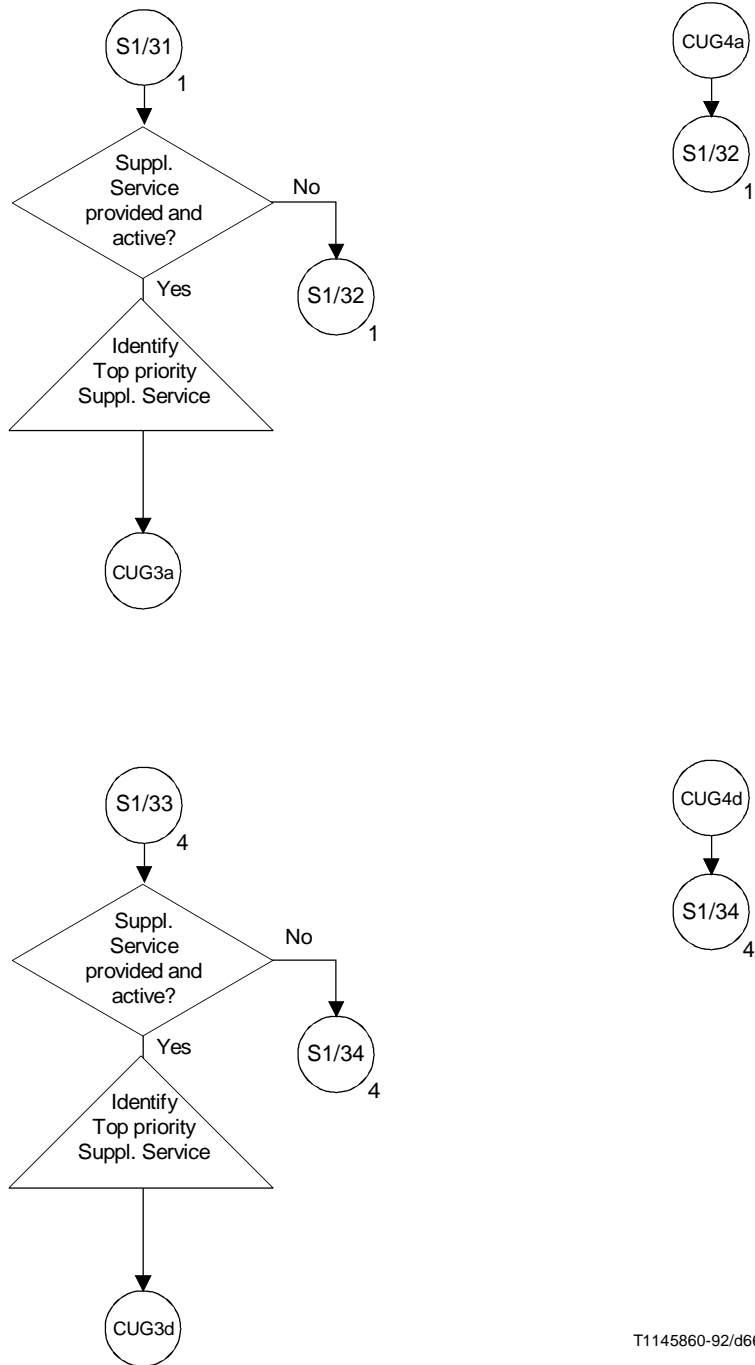 S1/31
1
Suppl.
Service
provided and
active?
No
S1/32
1
Yes
Identify
Top priority
Suppl. Service
CUG3a
CUG4a
S1/32
1
S1/33
4
Suppl.
Service
provided and
active?
No
S1/34
4
Yes
Identify
Top priority
Suppl. Service
CUG3d
CUG4d
S1/34
4